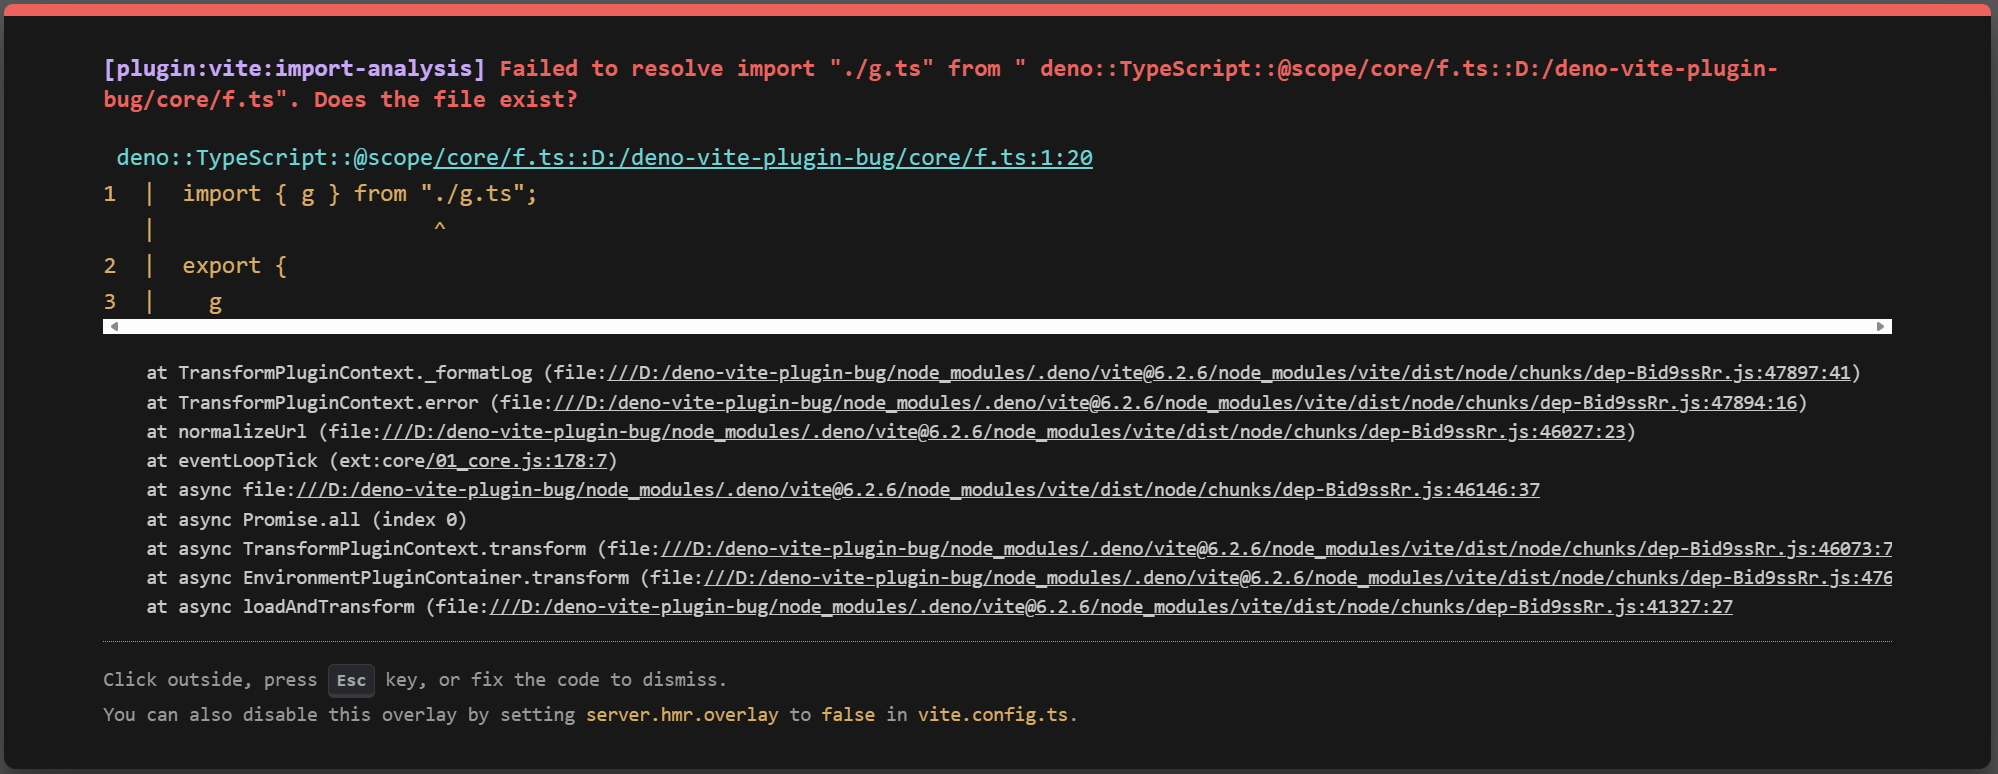 [plugin:vite:import-analysis] Failed to resolve import "./g.ts" from " deno::TypeScript::@scope/core/f.ts::D:/deno-vite-plugin-
bug/core/f.ts". Does the file exist?
deno::TypeScript::@scope/core/f.ts::D:/deno-vite-plugin-bug/core/f.ts:1:20
1  |  import { g } from "./g.ts";
   |                     ^
2  |  export {
3  |    g
at TransformPluginContext._formatLog (file:///D:/deno-vite-plugin-bug/node_modules/.deno/vite@6.2.6/node_modules/vite/dist/node/chunks/dep-Bid9ssRr.js:47897:41)
at TransformPluginContext.error (file:///D:/deno-vite-plugin-bug/node_modules/.deno/vite@6.2.6/node_modules/vite/dist/node/chunks/dep-Bid9ssRr.js:47894:16)
at normalizeUrl (file:///D:/deno-vite-plugin-bug/node_modules/.deno/vite@6.2.6/node_modules/vite/dist/node/chunks/dep-Bid9ssRr.js:46027:23)
at eventLoopTick (ext:core/01_core.js:178:7)
at async file:///D:/deno-vite-plugin-bug/node_modules/.deno/vite@6.2.6/node_modules/vite/dist/node/chunks/dep-Bid9ssRr.js:46146:37
at async Promise.all (index 0)
at async TransformPluginContext.transform (file:///D:/deno-vite-plugin-bug/node_modules/.deno/vite@6.2.6/node_modules/vite/dist/node/chunks/dep-Bid9ssRr.js:46073:7
at async EnvironmentPluginContainer.transform (file:///D:/deno-vite-plugin-bug/node_modules/.deno/vite@6.2.6/node_modules/vite/dist/node/chunks/dep-Bid9ssRr.js:476
at async loadAndTransform (file:///D:/deno-vite-plugin-bug/node_modules/.deno/vite@6.2.6/node_modules/vite/dist/node/chunks/dep-Bid9ssRr.js:41327:27
Click outside, press Esc key, or fix the code to dismiss.
You can also disable this overlay by setting server.hmr.overlay to false in vite.config.ts.